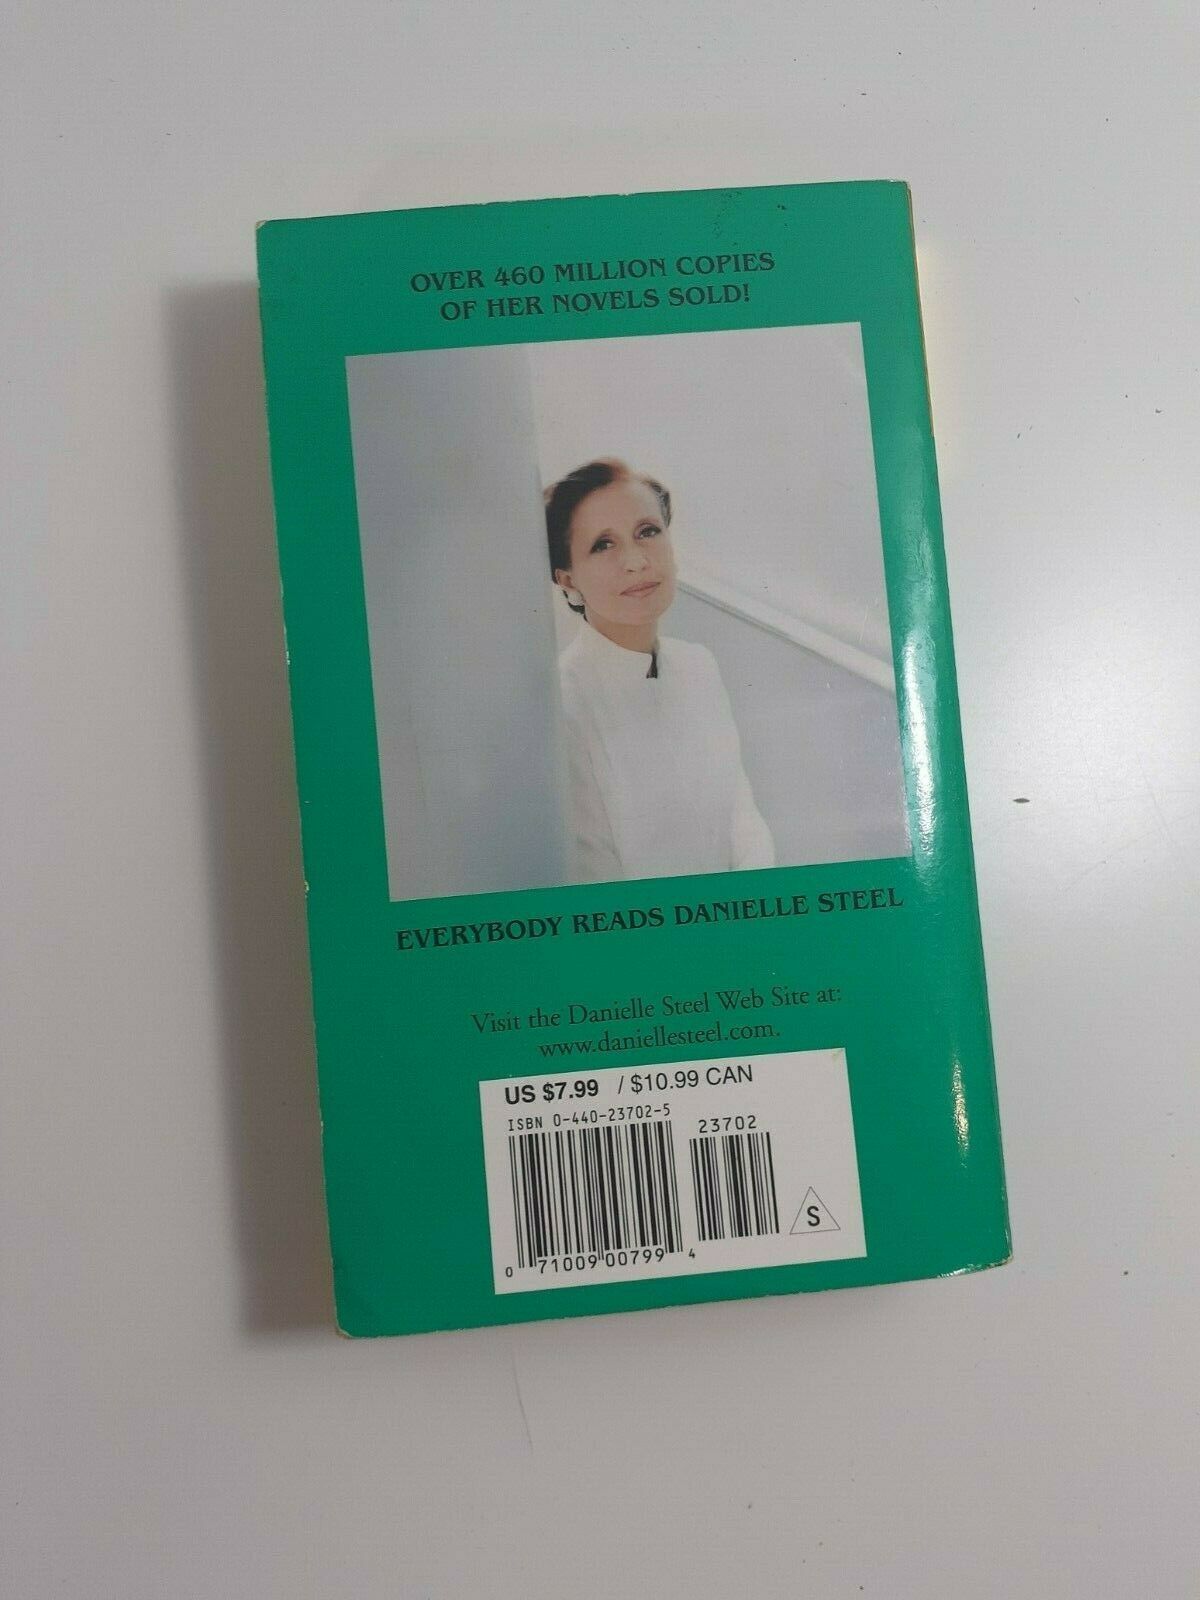 OVER 460 MILLION COPIES
OF HER NOVELS SOLD!
EVERYBODY READS DANIELLE STEEL
Visit the Danielle Steel Web Site at:
www.daniellesteel.com.
US $7.99 / $10.99 CAN
ISBN 0-440-23702-5
23702
S
0 71009 00799 4